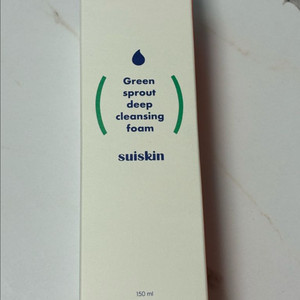 Green
sprout
deep
cleansing
foam
suiskin
150 ml